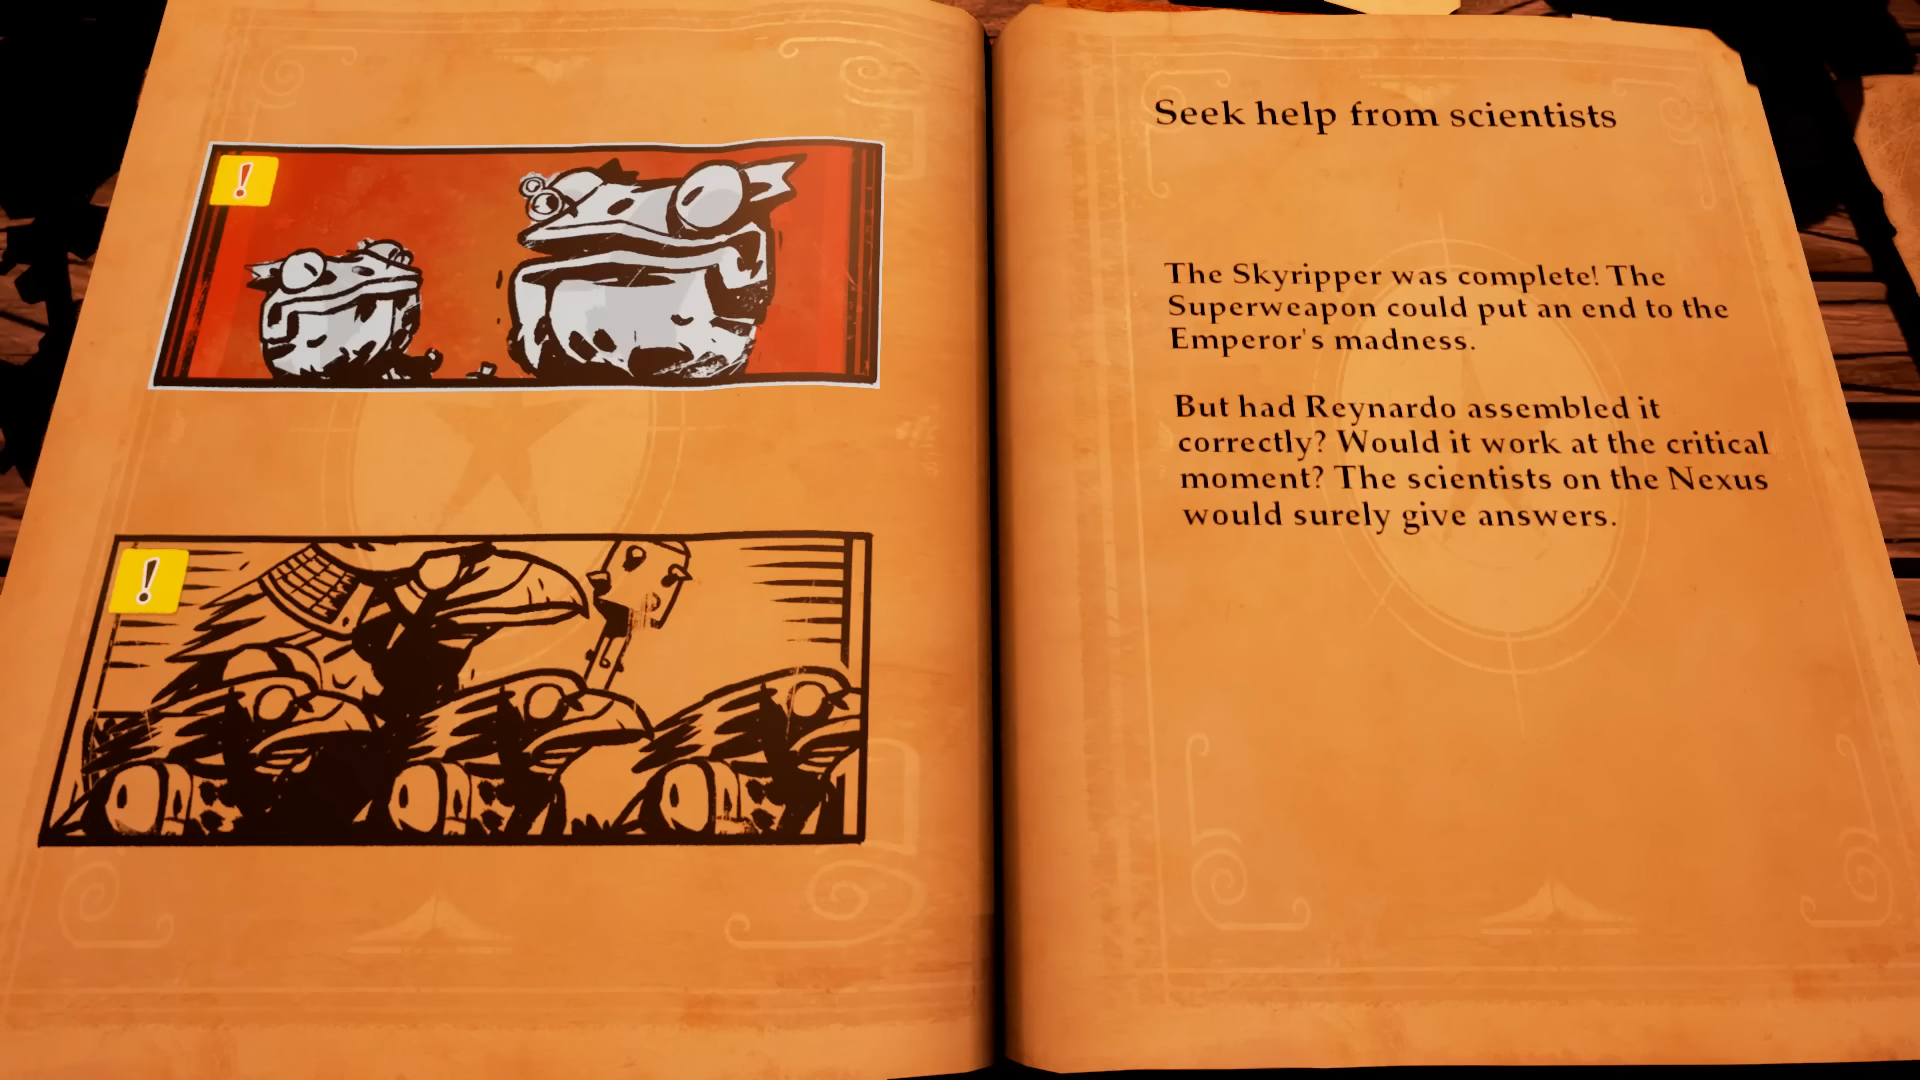 !
!
Seek help from scientists
The Skyripper was complete! The
Superweapon could put an end to the
Emperor's madness.
But had Reynardo assembled it
correctly? Would it work at the critical
moment? The scientists on the Nexus
would surely give answers.